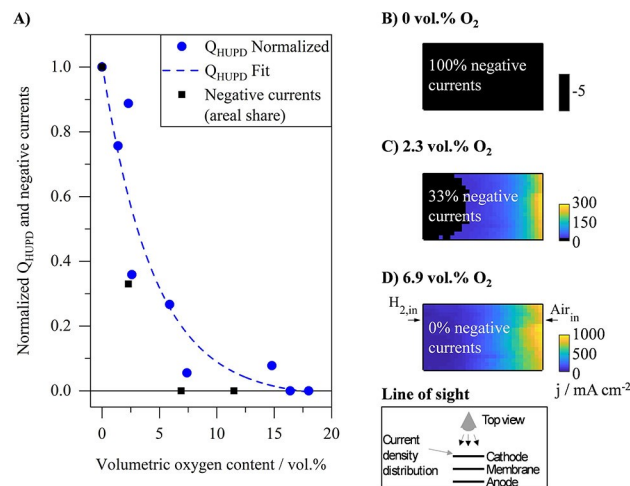 A)
Normalized Q_HUPD and negative currents
1.0
0.8
0.6
0.4
0.2
0.0
0
5
10
15
20
Volumetric oxygen content / vol.%
Q_HUPD Normalized
Q_HUPD Fit
Negative currents
(areal share)
B) 0 vol.% O₂
100% negative
currents
-5
C) 2.3 vol.% O₂
33% negative
currents
300
150
0
D) 6.9 vol.% O₂
H₂,in
0% negative
currents
Air_in
1000
500
0
j / mA cm⁻²
Line of sight
Top view
Current
density
distribution
Cathode
Membrane
Anode